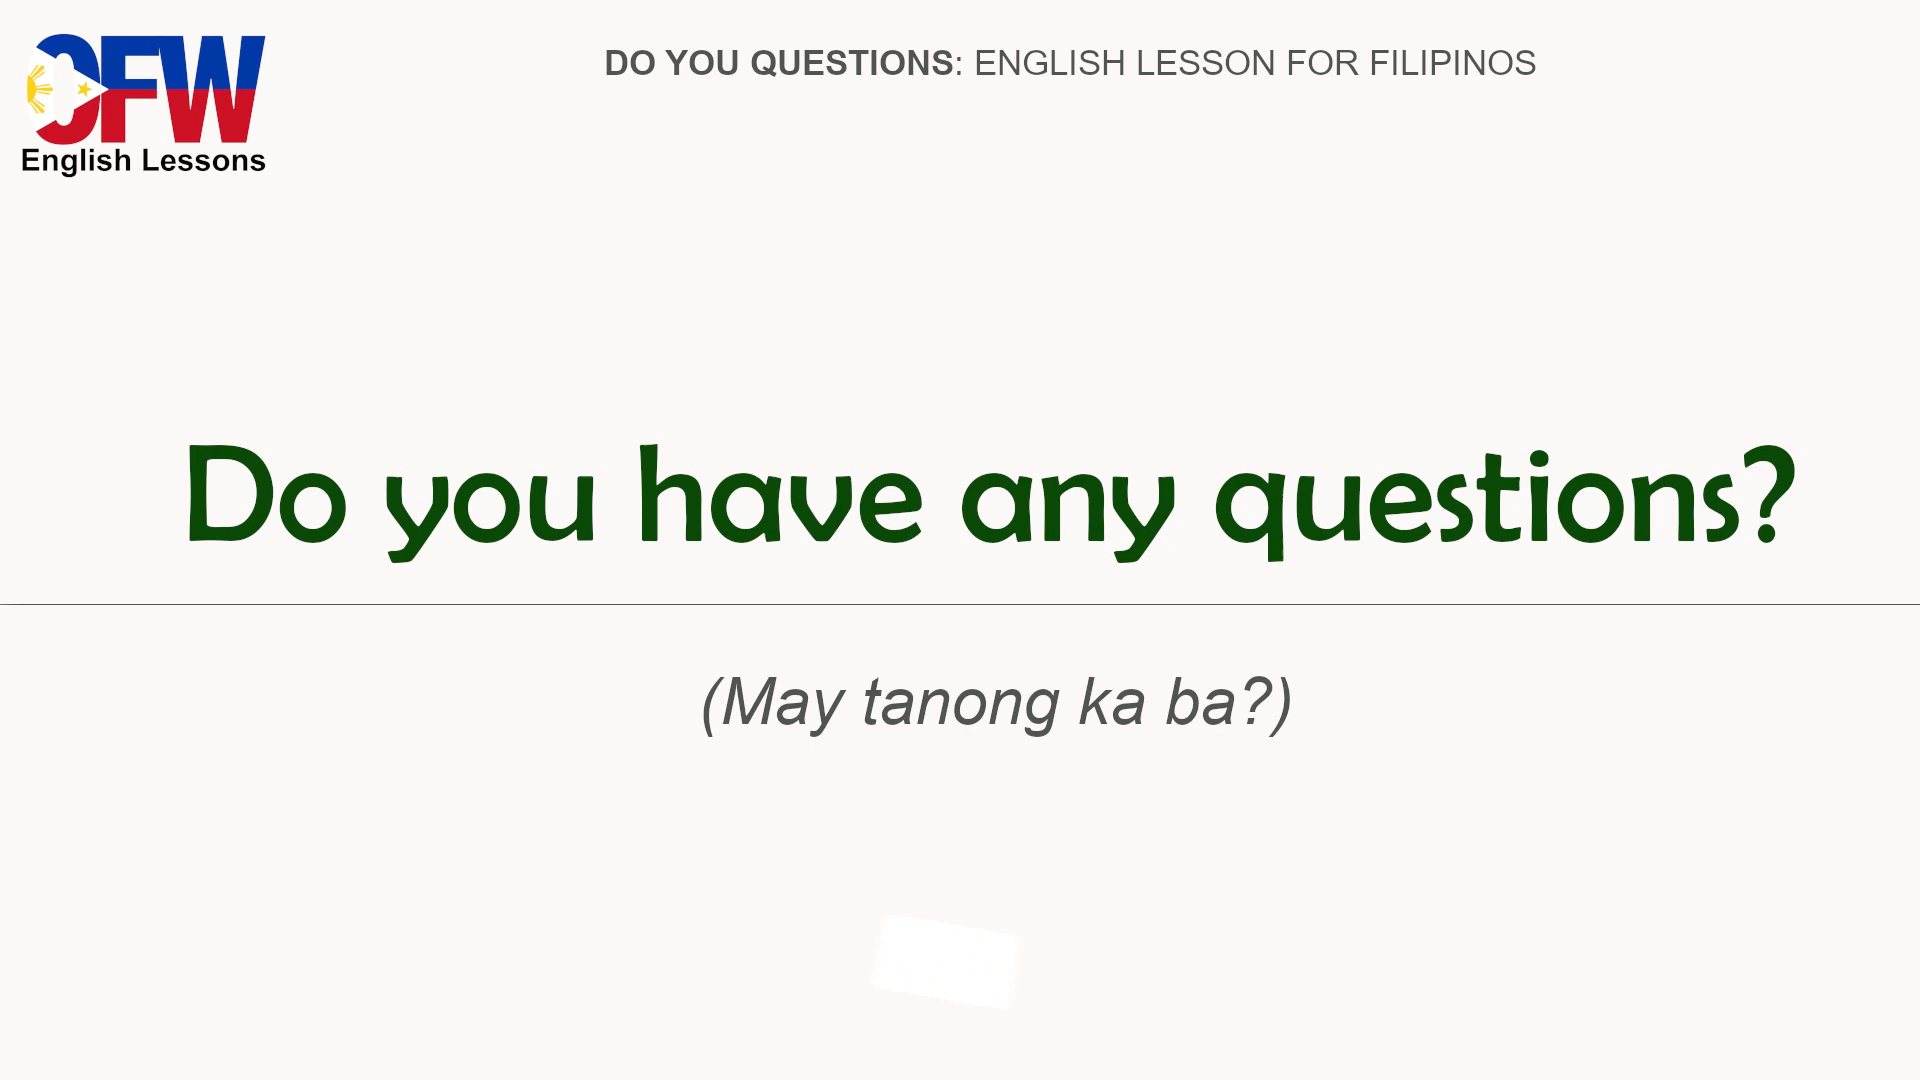 OFW
English Lessons
DO YOU QUESTIONS: ENGLISH LESSON FOR FILIPINOS
Do you have any questions?
(May tanong ka ba?)